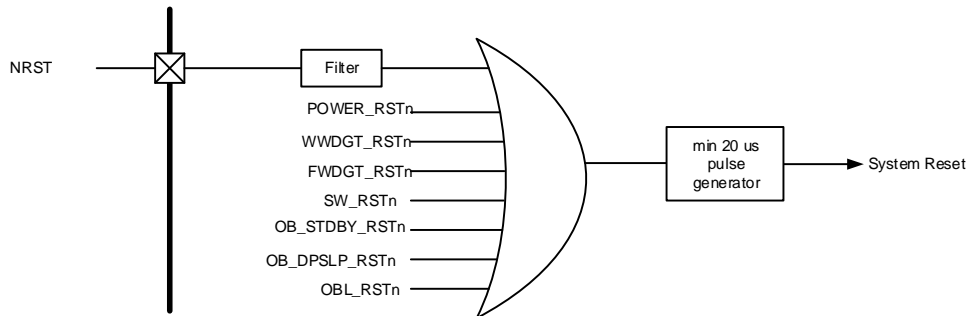 NRST
Filter
POWER_RSTn
WWDGT_RSTn
FWDGT_RSTn
SW_RSTn
OB_STDBY_RSTn
OB_DPSLP_RSTn
OBL_RSTn
min 20 us
pulse
generator
System Reset